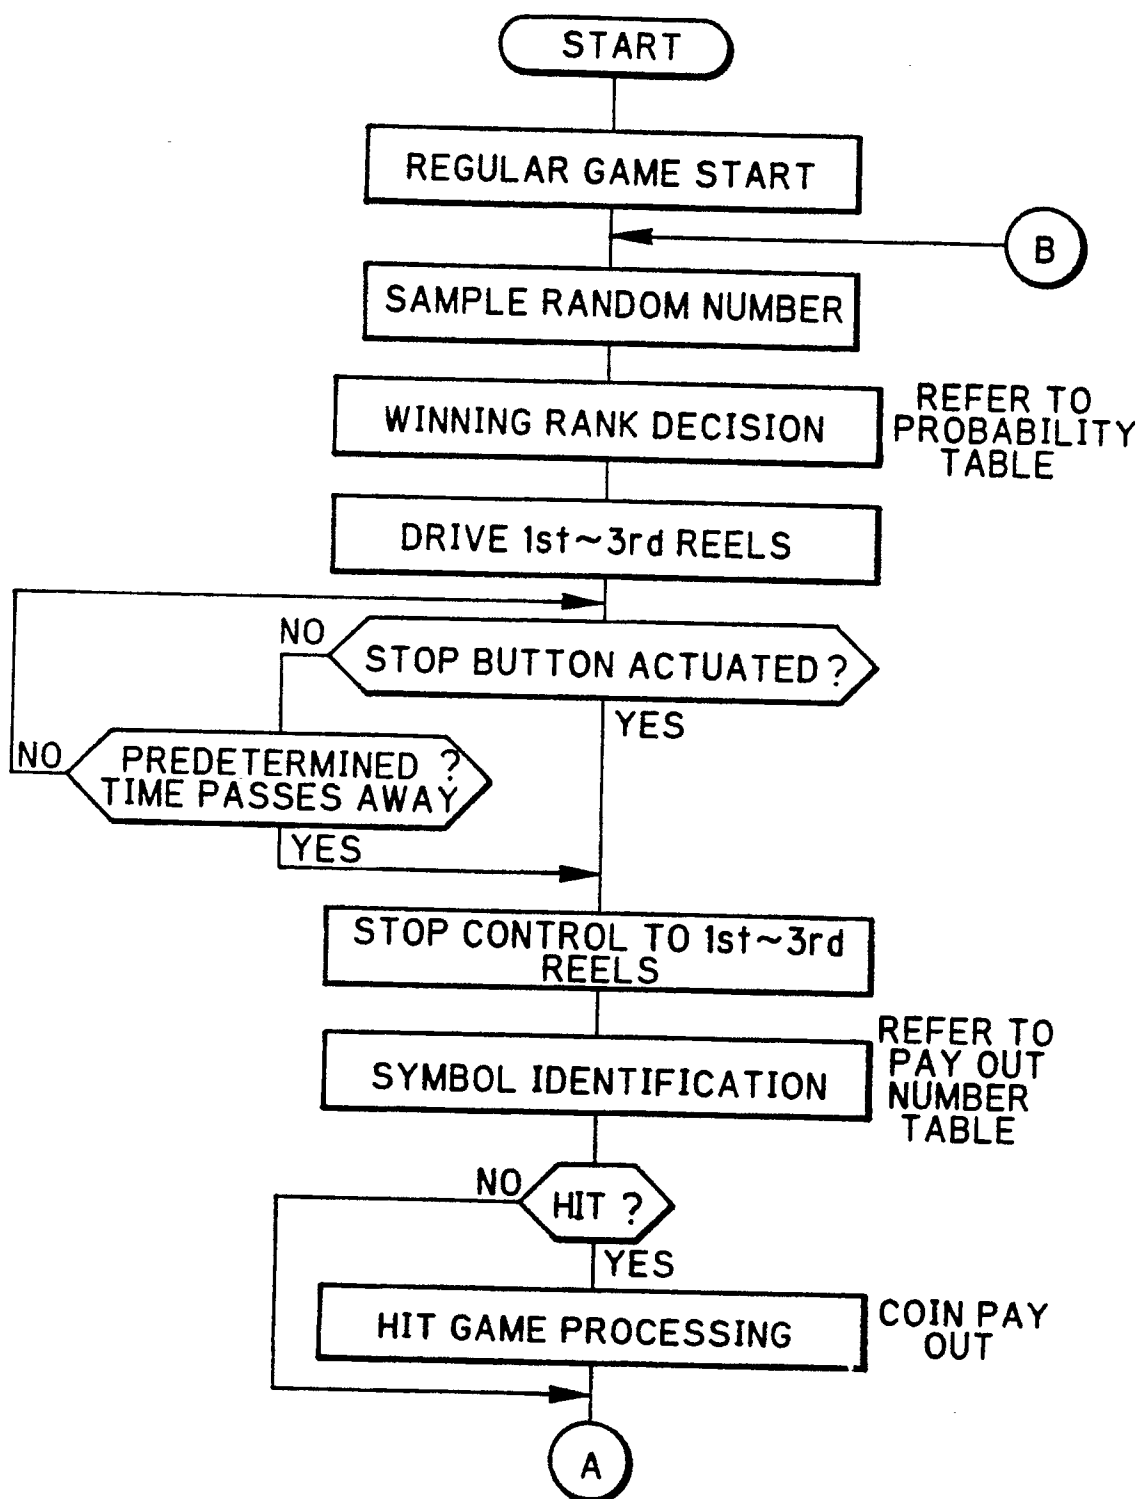 START
REGULAR GAME START
B
SAMPLE RANDOM NUMBER
WINNING RANK DECISION
REFER TO
PROBABILITY
TABLE
DRIVE 1st~3rd REELS
NO
STOP BUTTON ACTUATED ?
YES
NO
PREDETERMINED ?
TIME PASSES AWAY
YES
STOP CONTROL TO 1st~3rd
REELS
SYMBOL IDENTIFICATION
REFER TO
PAY OUT
NUMBER
TABLE
NO
HIT ?
YES
HIT GAME PROCESSING
COIN PAY
OUT
A